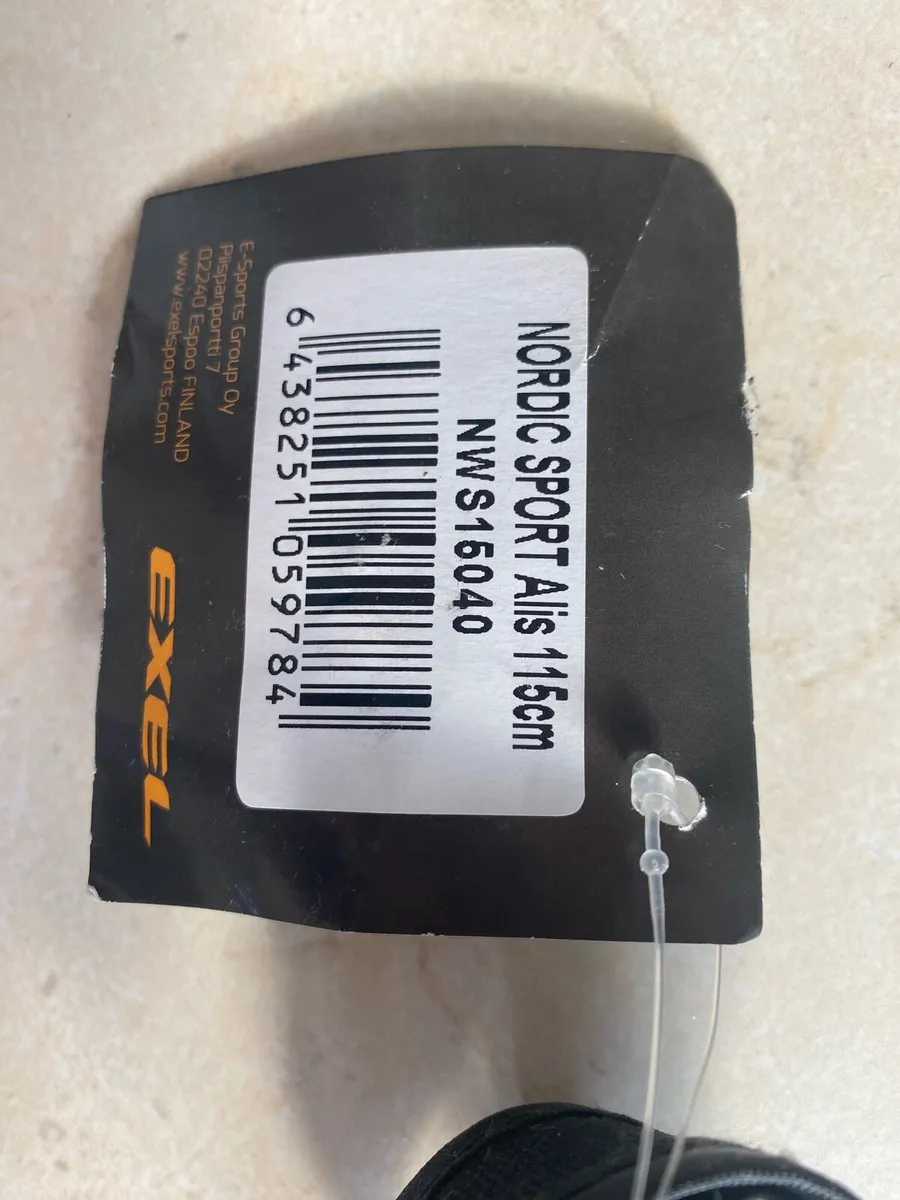 NORDIC SPORT Alis 115cm
NWS15040
6 438251 059784
E-Sports Group Oy
Piispanportti 7
02240 Espoo FINLAND
www.exelsports.com
EXEL